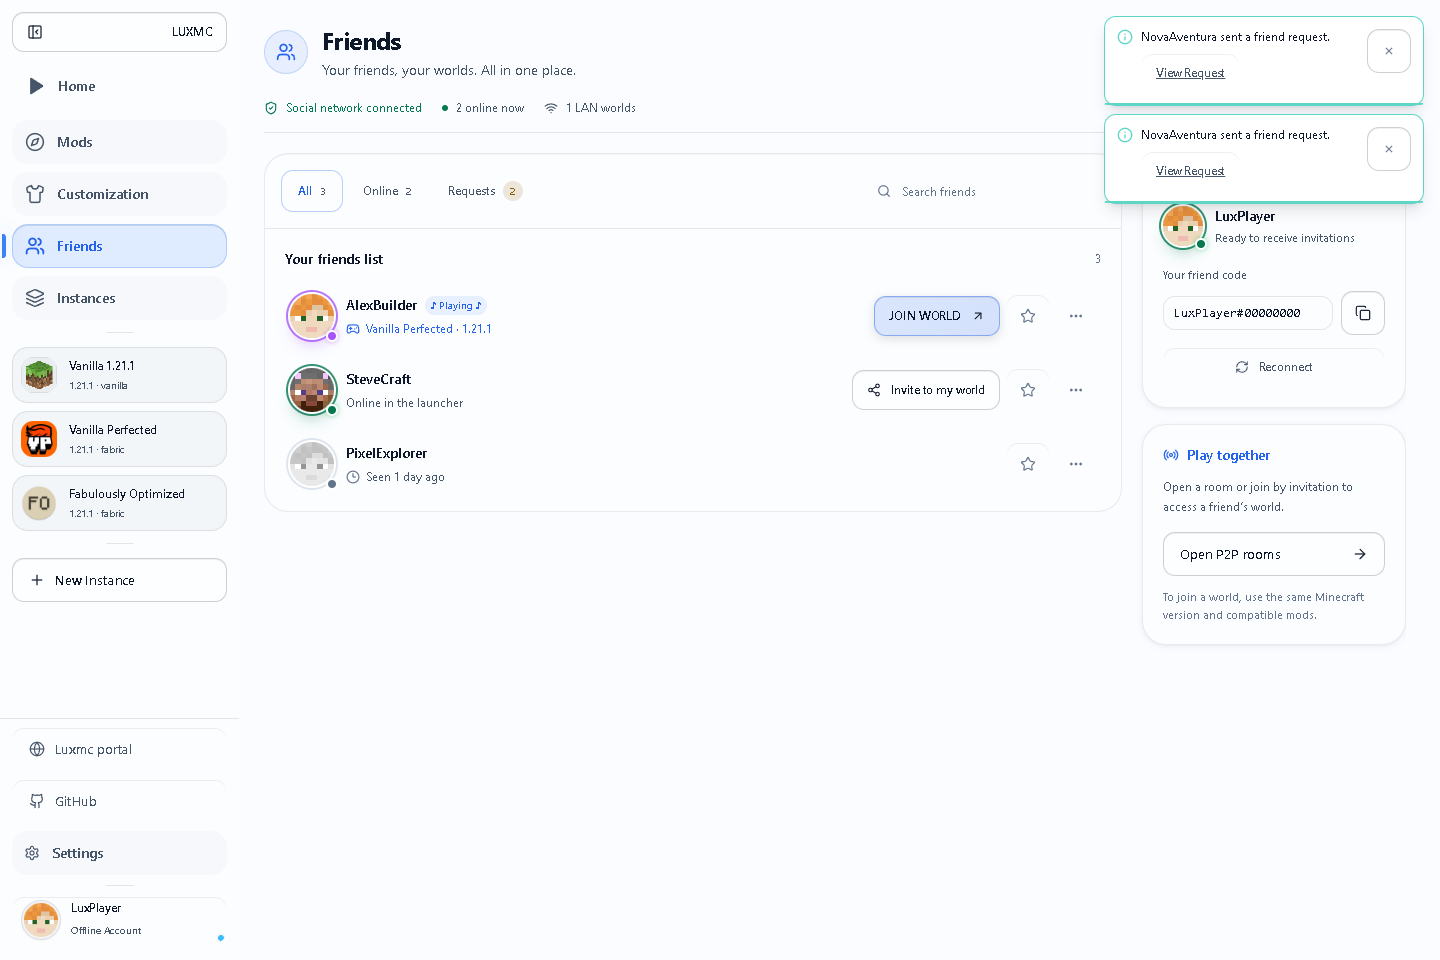 LUXMC
Home
Mods
Customization
Friends
Instances
Vanilla 1.21.1
1.21.1 · vanilla
Vanilla Perfected
1.21.1 · fabric
Fabulously Optimized
1.21.1 · fabric
New Instance
Luxmc portal
GitHub
Settings
LuxPlayer
Offline Account
Friends
Your friends, your worlds. All in one place.
Social network connected
2 online now
1 LAN worlds
All 3
Online 2
Requests 2
Search friends
Your friends list
3
AlexBuilder
♪ Playing ♪
Vanilla Perfected · 1.21.1
JOIN WORLD
SteveCraft
Online in the launcher
Invite to my world
PixelExplorer
Seen 1 day ago
NovaAventura sent a friend request.
View Request
NovaAventura sent a friend request.
View Request
LuxPlayer
Ready to receive invitations
Your friend code
LuxPlayer#00000000
Reconnect
Play together
Open a room or join by invitation to
access a friend's world.
Open P2P rooms
To join a world, use the same Minecraft
version and compatible mods.
VP
FO